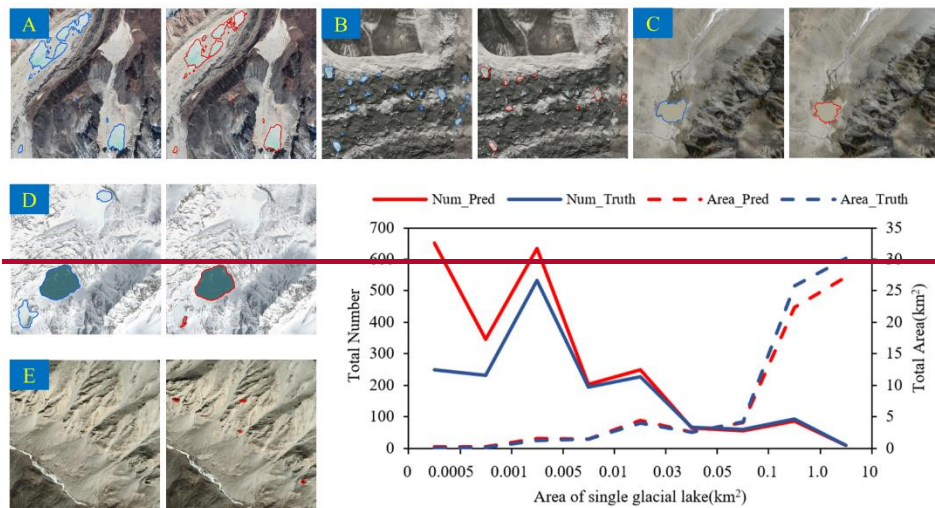 A
B
C
D
E
Num_Pred Num_Truth Area_Pred Area_Truth
700 35
600 30
500 25
400 20
300 15
200 10
100 5
0 0
Total Number
Total Area(km²)
0 0.0005 0.001 0.005 0.01 0.03 0.05 0.1 1.0 10
Area of single glacial lake(km²)